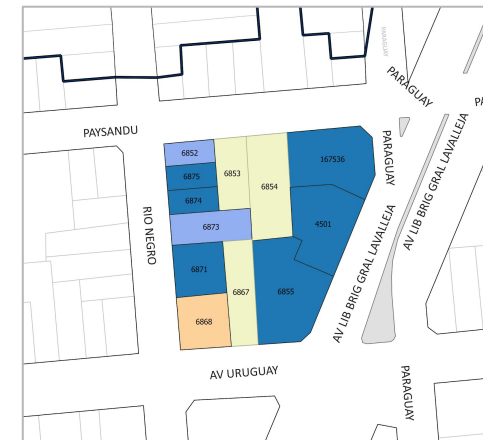 PARAGUAY
PARAGUAY
PAYSANDU
PARAGUAY
AV LIB BRIG GRAL LAVALLEJA
6852
6853
6854
167536
6875
6874
RIO NEGRO
6873
4501
AV LIB BRIG GRAL LAVALLEJA
6871
6867
6855
6868
AV URUGUAY
PARAGUAY